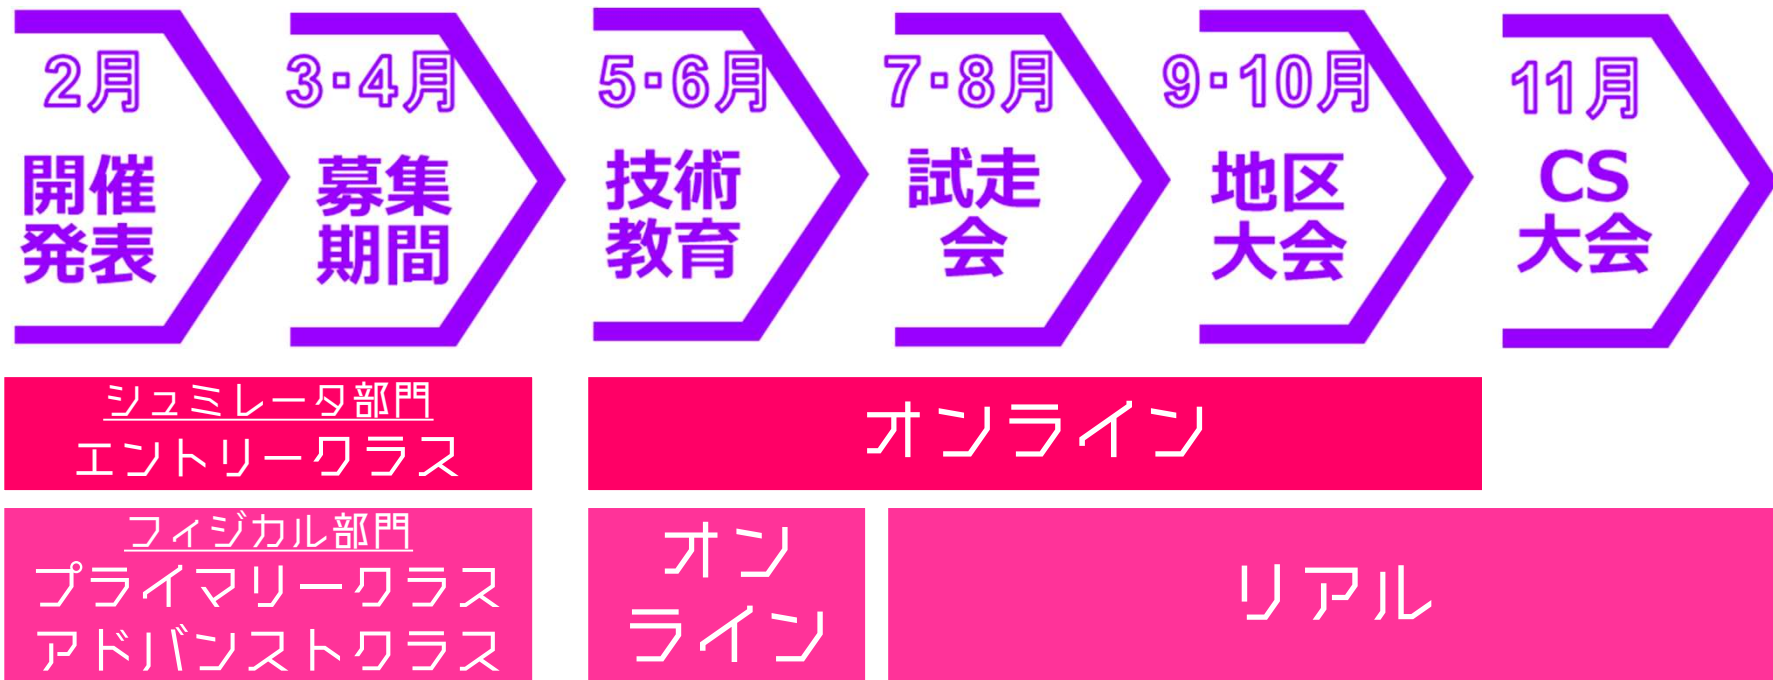 2月
開催
発表
3・4月
募集
期間
5・6月
技術
教育
7・8月
試走
会
9・10月
地区
大会
11月
CS
大会
シュミレータ部門
エントリークラス
オンライン
フィジカル部門
プライマリークラス
アドバンストクラス
オン
ライン
リアル